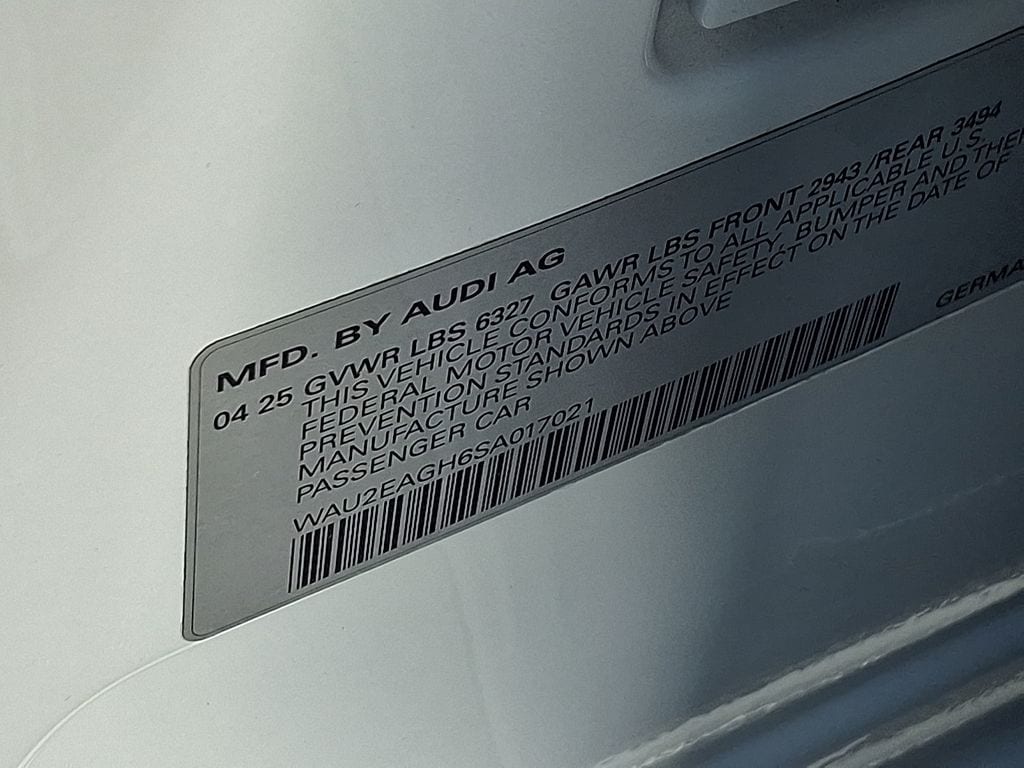 MFD. BY AUDI AG
04 25 GVWR LBS 6327 GAWR LBS FRONT 2943 /REAR 3494
THIS VEHICLE CONFORMS TO ALL APPLICABLE U.S.
FEDERAL MOTOR VEHICLE SAFETY, BUMPER AND THE
PREVENTION STANDARDS IN EFFECT ON THE DATE OF
MANUFACTURE SHOWN ABOVE
PASSENGER CAR
WAU2EAGH6SA017021
GERMA